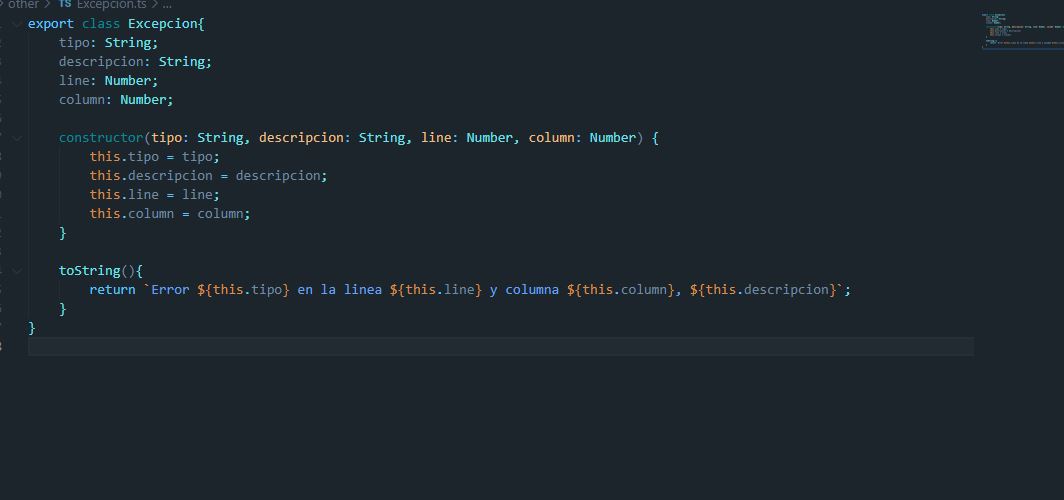 other > TS Excepcion.ts > ...
export class Excepcion{
    tipo: String;
    descripcion: String;
    line: Number;
    column: Number;

    constructor(tipo: String, descripcion: String, line: Number, column: Number) {
        this.tipo = tipo;
        this.descripcion = descripcion;
        this.line = line;
        this.column = column;
    }

    toString(){
        return `Error ${this.tipo} en la linea ${this.line} y columna ${this.column}, ${this.descripcion}`;
    }
}